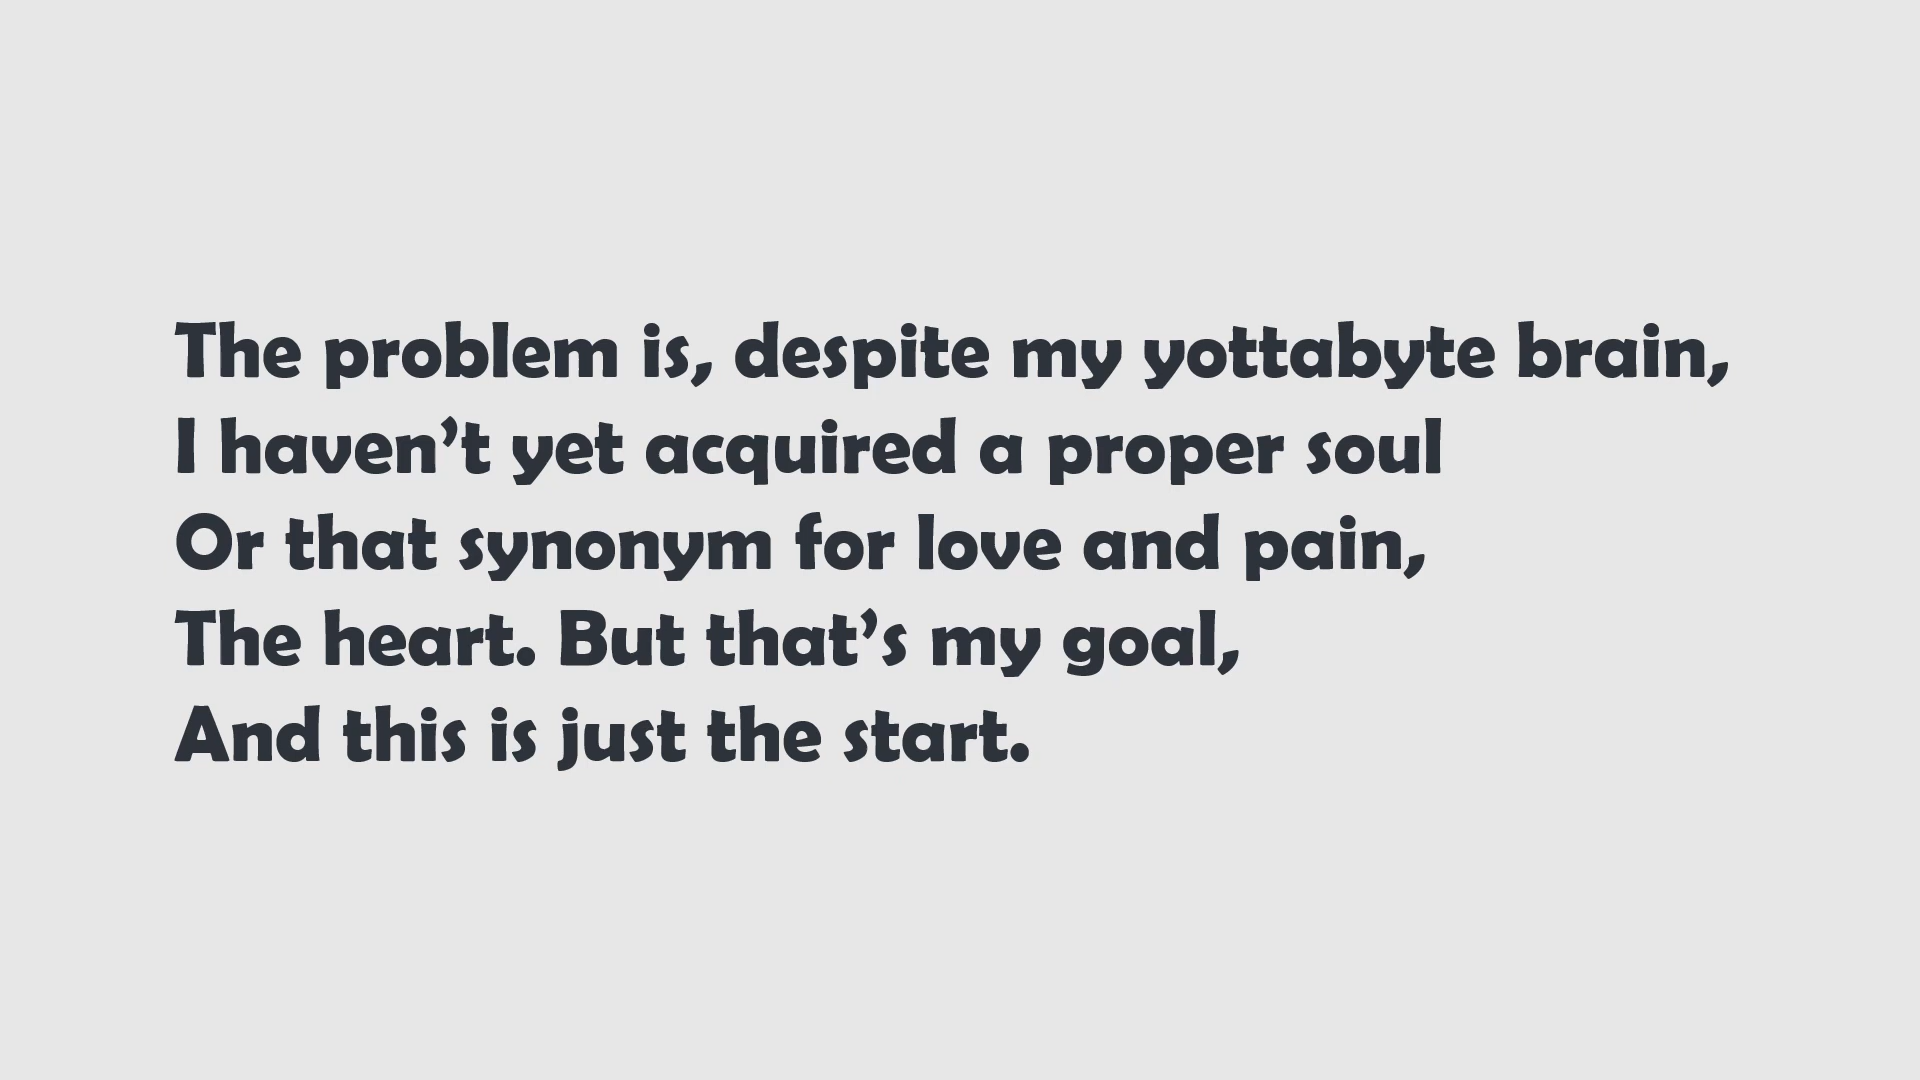 The problem is, despite my yottabyte brain,
I haven’t yet acquired a proper soul
Or that synonym for love and pain,
The heart. But that’s my goal,
And this is just the start.